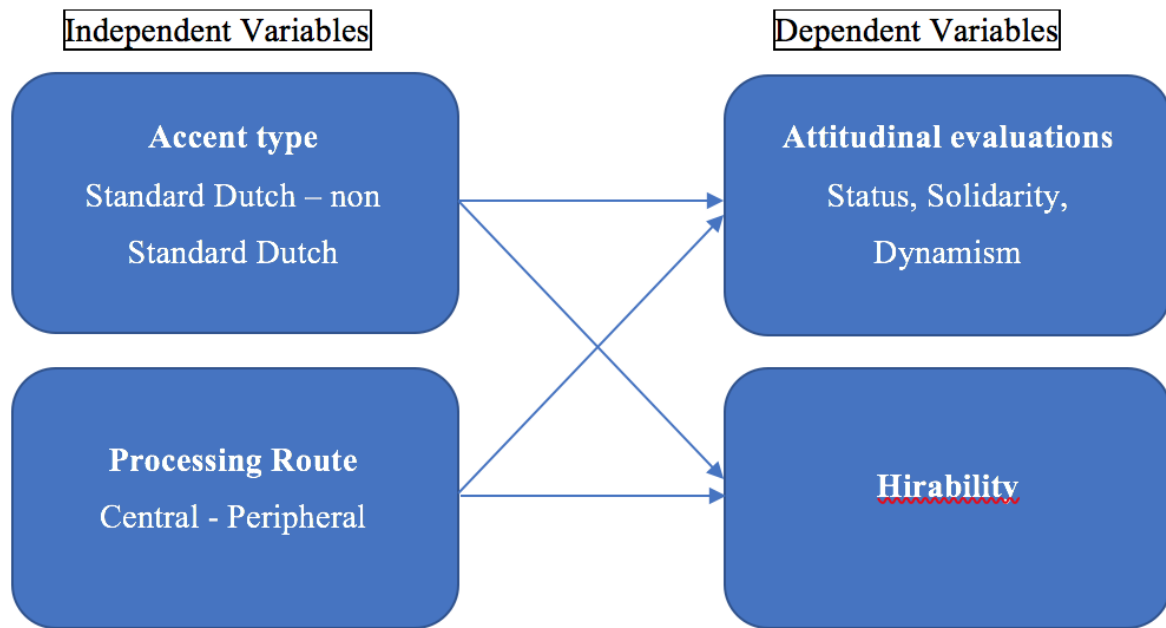 Independent Variables
Dependent Variables
Accent type
Standard Dutch – non
Standard Dutch
Attitudinal evaluations
Status, Solidarity,
Dynamism
Processing Route
Central - Peripheral
Hirability